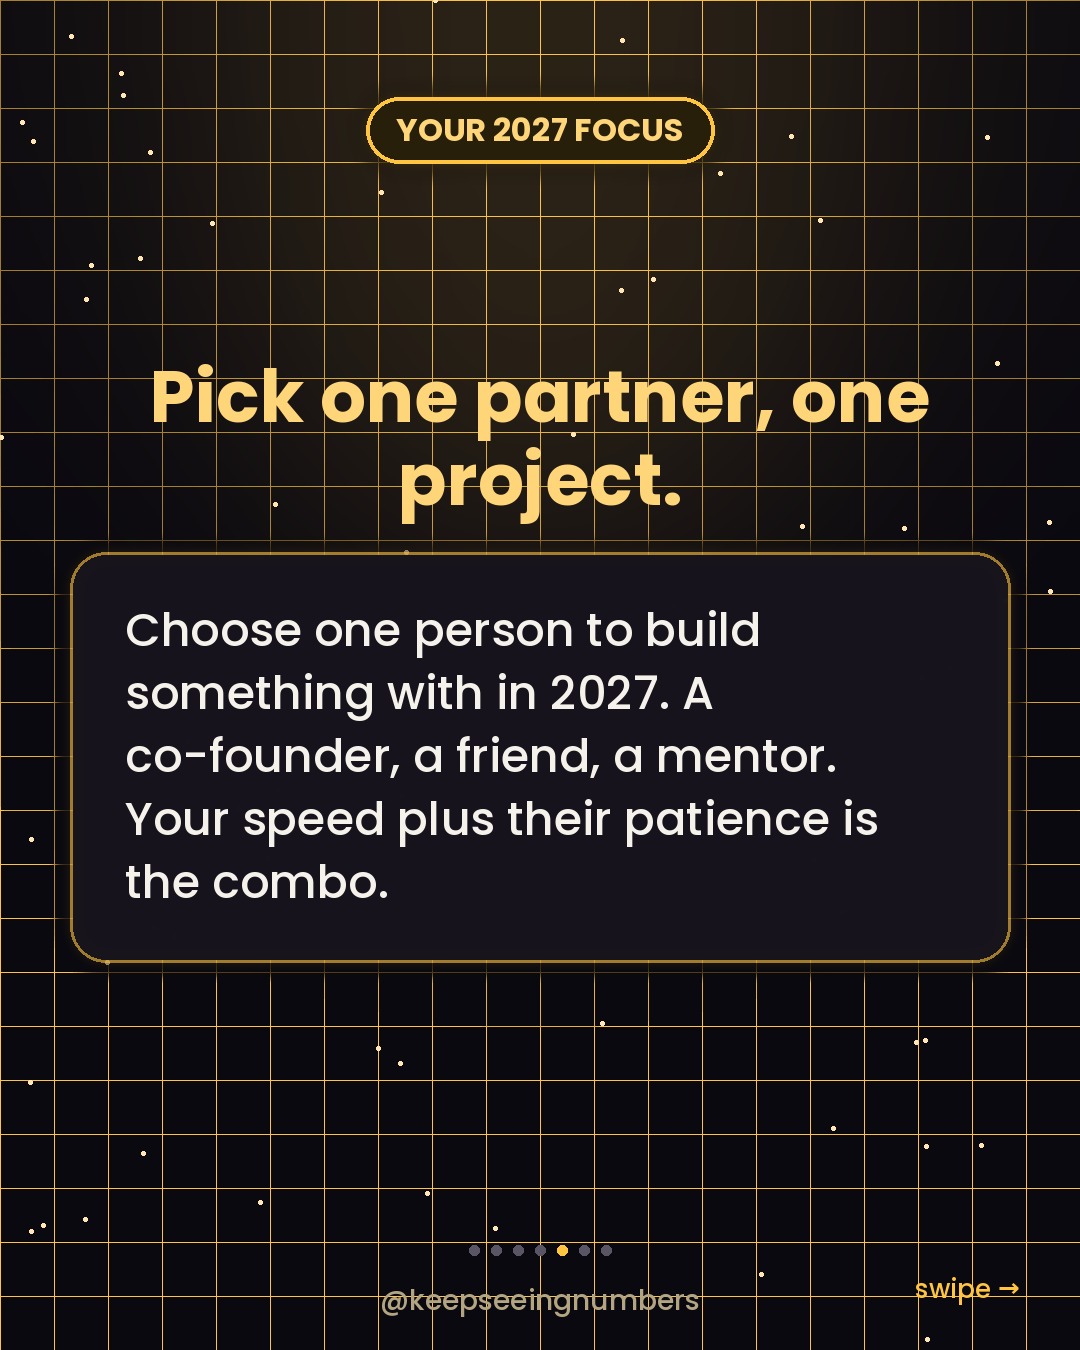 YOUR 2027 FOCUS
Pick one partner, one
project.
Choose one person to build
something with in 2027. A
co-founder, a friend, a mentor.
Your speed plus their patience is
the combo.
swipe →
@keepseeingnumbers